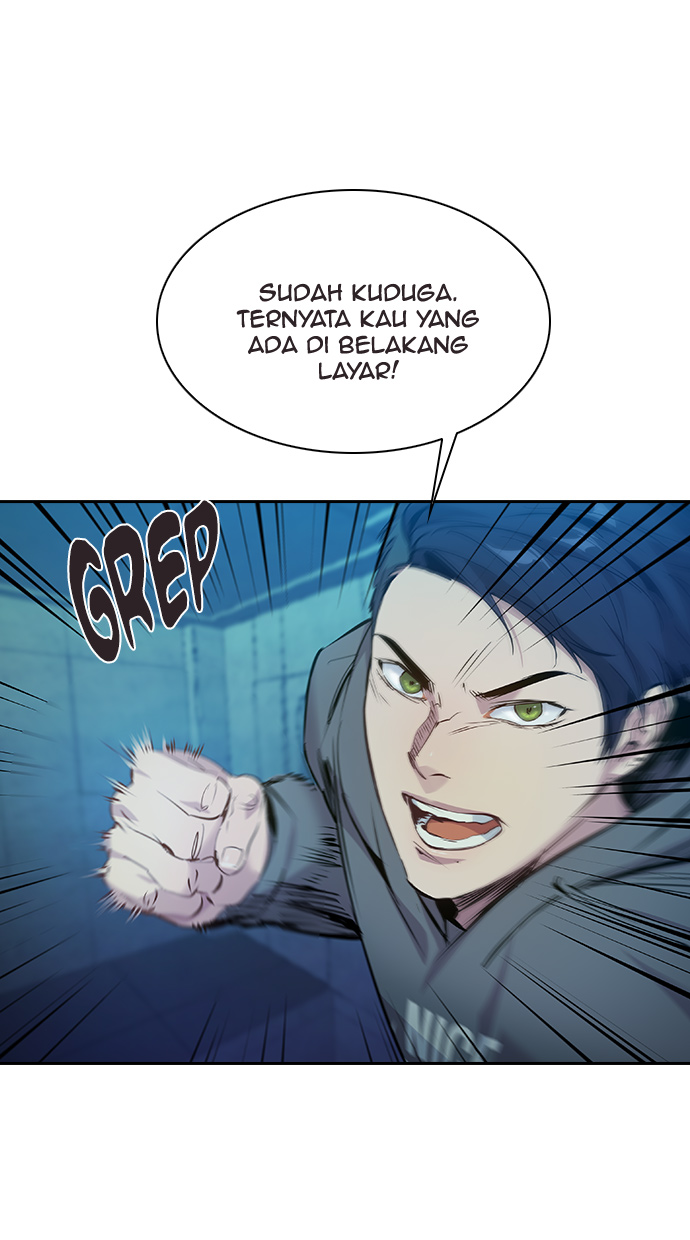 SUDAH KUDUGA.
TERNYATA KAU YANG
ADA DI BELAKANG
LAYAR!
GREP